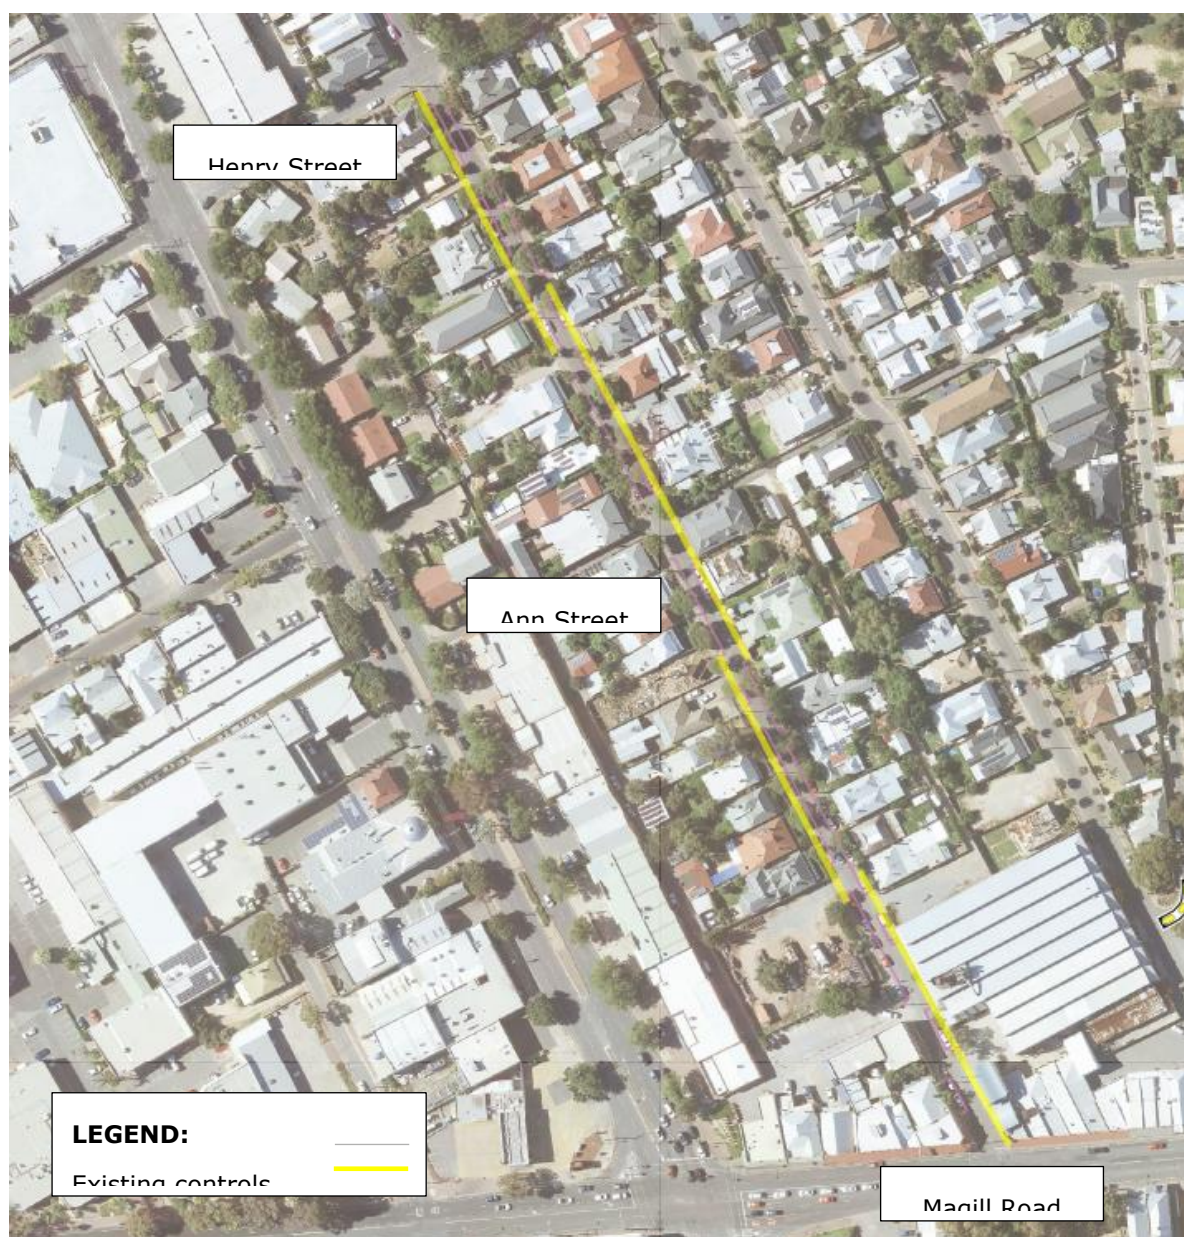 Henry Street
Ann Street
LEGEND:
Existing controls
Magill Road